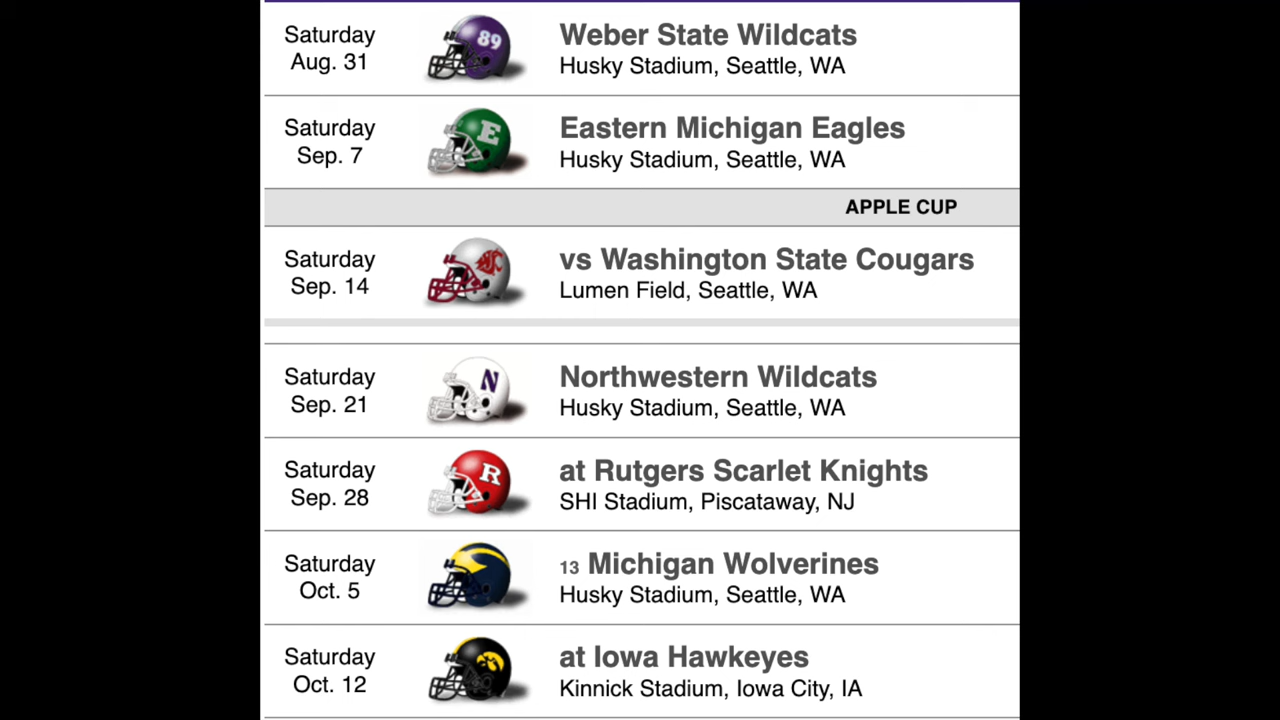 Saturday
Aug. 31
89
Weber State Wildcats
Husky Stadium, Seattle, WA
Saturday
Sep. 7
E
Eastern Michigan Eagles
Husky Stadium, Seattle, WA
APPLE CUP
Saturday
Sep. 14
vs Washington State Cougars
Lumen Field, Seattle, WA
Saturday
Sep. 21
N
Northwestern Wildcats
Husky Stadium, Seattle, WA
Saturday
Sep. 28
R
at Rutgers Scarlet Knights
SHI Stadium, Piscataway, NJ
Saturday
Oct. 5
13 Michigan Wolverines
Husky Stadium, Seattle, WA
Saturday
Oct. 12
at Iowa Hawkeyes
Kinnick Stadium, Iowa City, IA